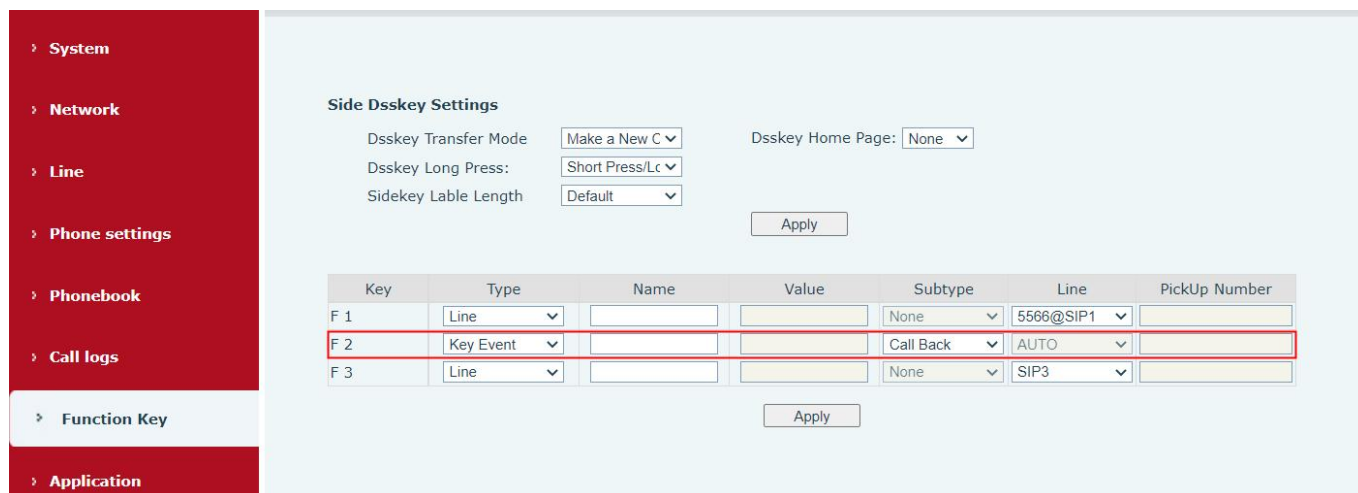 System
Network
Line
Phone settings
Phonebook
Call logs
Function Key
Application
Side Dsskey Settings
Dsskey Transfer Mode Make a New C Dsskey Home Page: None
Dsskey Long Press: Short Press/Lc
Sidekey Lable Length Default
Apply
Key Type Name Value Subtype Line PickUp Number
F 1 Line None 5566@SIP1
F 2 Key Event Call Back AUTO
F 3 Line None SIP3
Apply